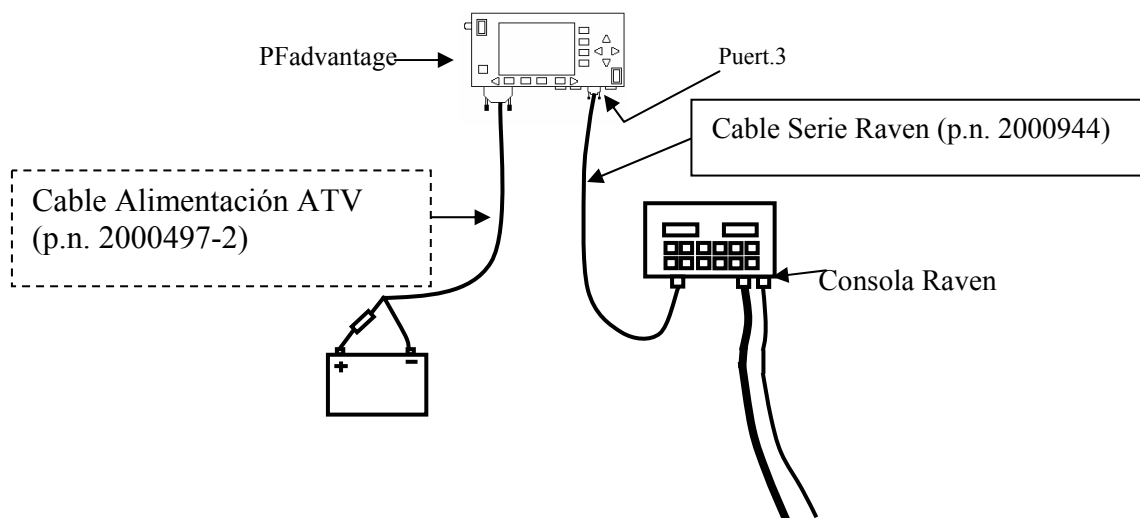 PFadvantage
Puert.3
Cable Serie Raven (p.n. 2000944)
Cable Alimentación ATV
(p.n. 2000497-2)
Consola Raven
+ -